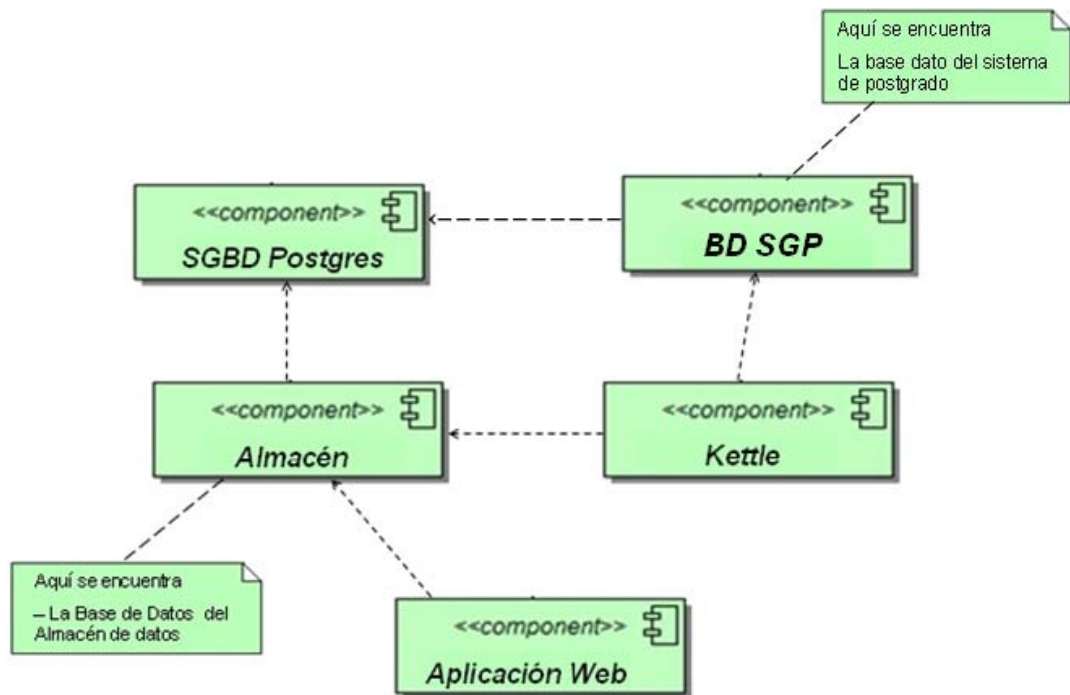 Aquí se encuentra
La base dato del sistema
de postgrado
<<component>>
SGBD Postgres
<<component>>
BD SGP
<<component>>
Almacén
<<component>>
Kettle
Aquí se encuentra
– La Base de Datos del
Almacén de datos
<<component>>
Aplicación Web